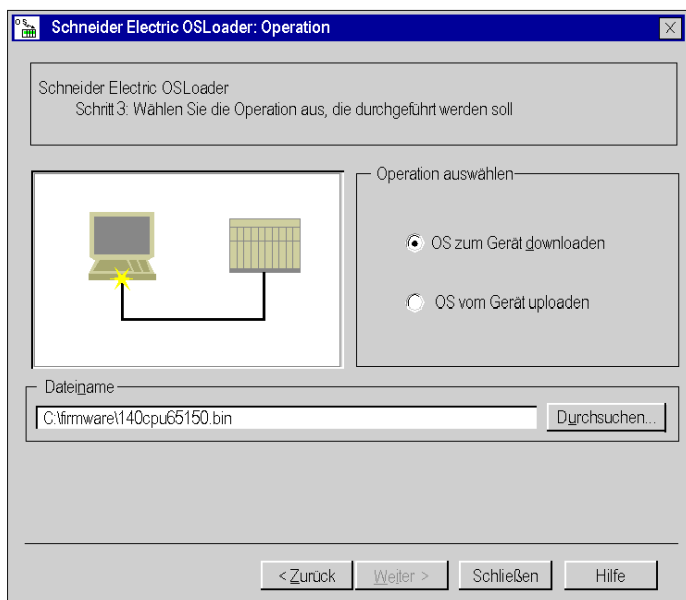 Schneider Electric OSLoader: Operation
Schneider Electric OSLoader
Schritt 3: Wählen Sie die Operation aus, die durchgeführt werden soll
Operation auswählen
OS zum Gerät downloaden
OS vom Gerät uploaden
Dateiname
C:\firmware\140cpu65150.bin
Durchsuchen...
< Zurück
Weiter >
Schließen
Hilfe